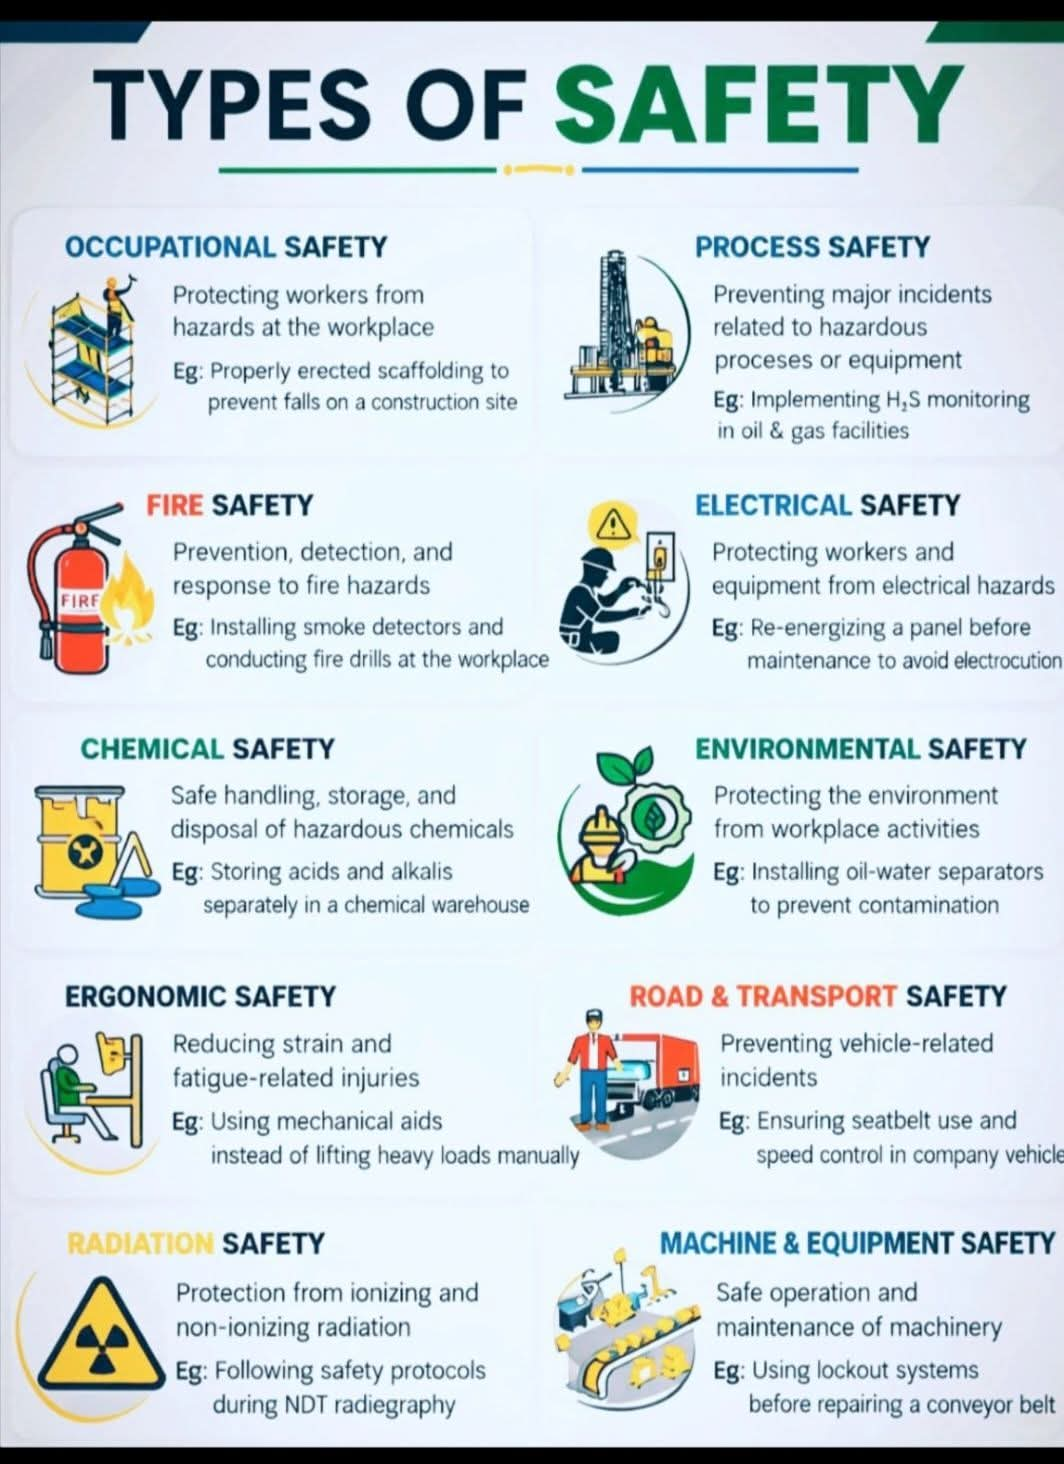 TYPES OF SAFETY
OCCUPATIONAL SAFETY
Protecting workers from
hazards at the workplace
Eg: Properly erected scaffolding to
prevent falls on a construction site
PROCESS SAFETY
Preventing major incidents
related to hazardous
proceses or equipment
Eg: Implementing H₂S monitoring
in oil & gas facilities
FIRE SAFETY
FIRE
Prevention, detection, and
response to fire hazards
Eg: Installing smoke detectors and
conducting fire drills at the workplace
ELECTRICAL SAFETY
Protecting workers and
equipment from electrical hazards
Eg: Re-energizing a panel before
maintenance to avoid electrocution
CHEMICAL SAFETY
Safe handling, storage, and
disposal of hazardous chemicals
Eg: Storing acids and alkalis
separately in a chemical warehouse
ENVIRONMENTAL SAFETY
Protecting the environment
from workplace activities
Eg: Installing oil-water separators
to prevent contamination
ERGONOMIC SAFETY
Reducing strain and
fatigue-related injuries
Eg: Using mechanical aids
instead of lifting heavy loads manually
ROAD & TRANSPORT SAFETY
Preventing vehicle-related
incidents
Eg: Ensuring seatbelt use and
speed control in company vehicle
RADIATION SAFETY
Protection from ionizing and
non-ionizing radiation
Eg: Following safety protocols
during NDT radiegraphy
MACHINE & EQUIPMENT SAFETY
Safe operation and
maintenance of machinery
Eg: Using lockout systems
before repairing a conveyor belt